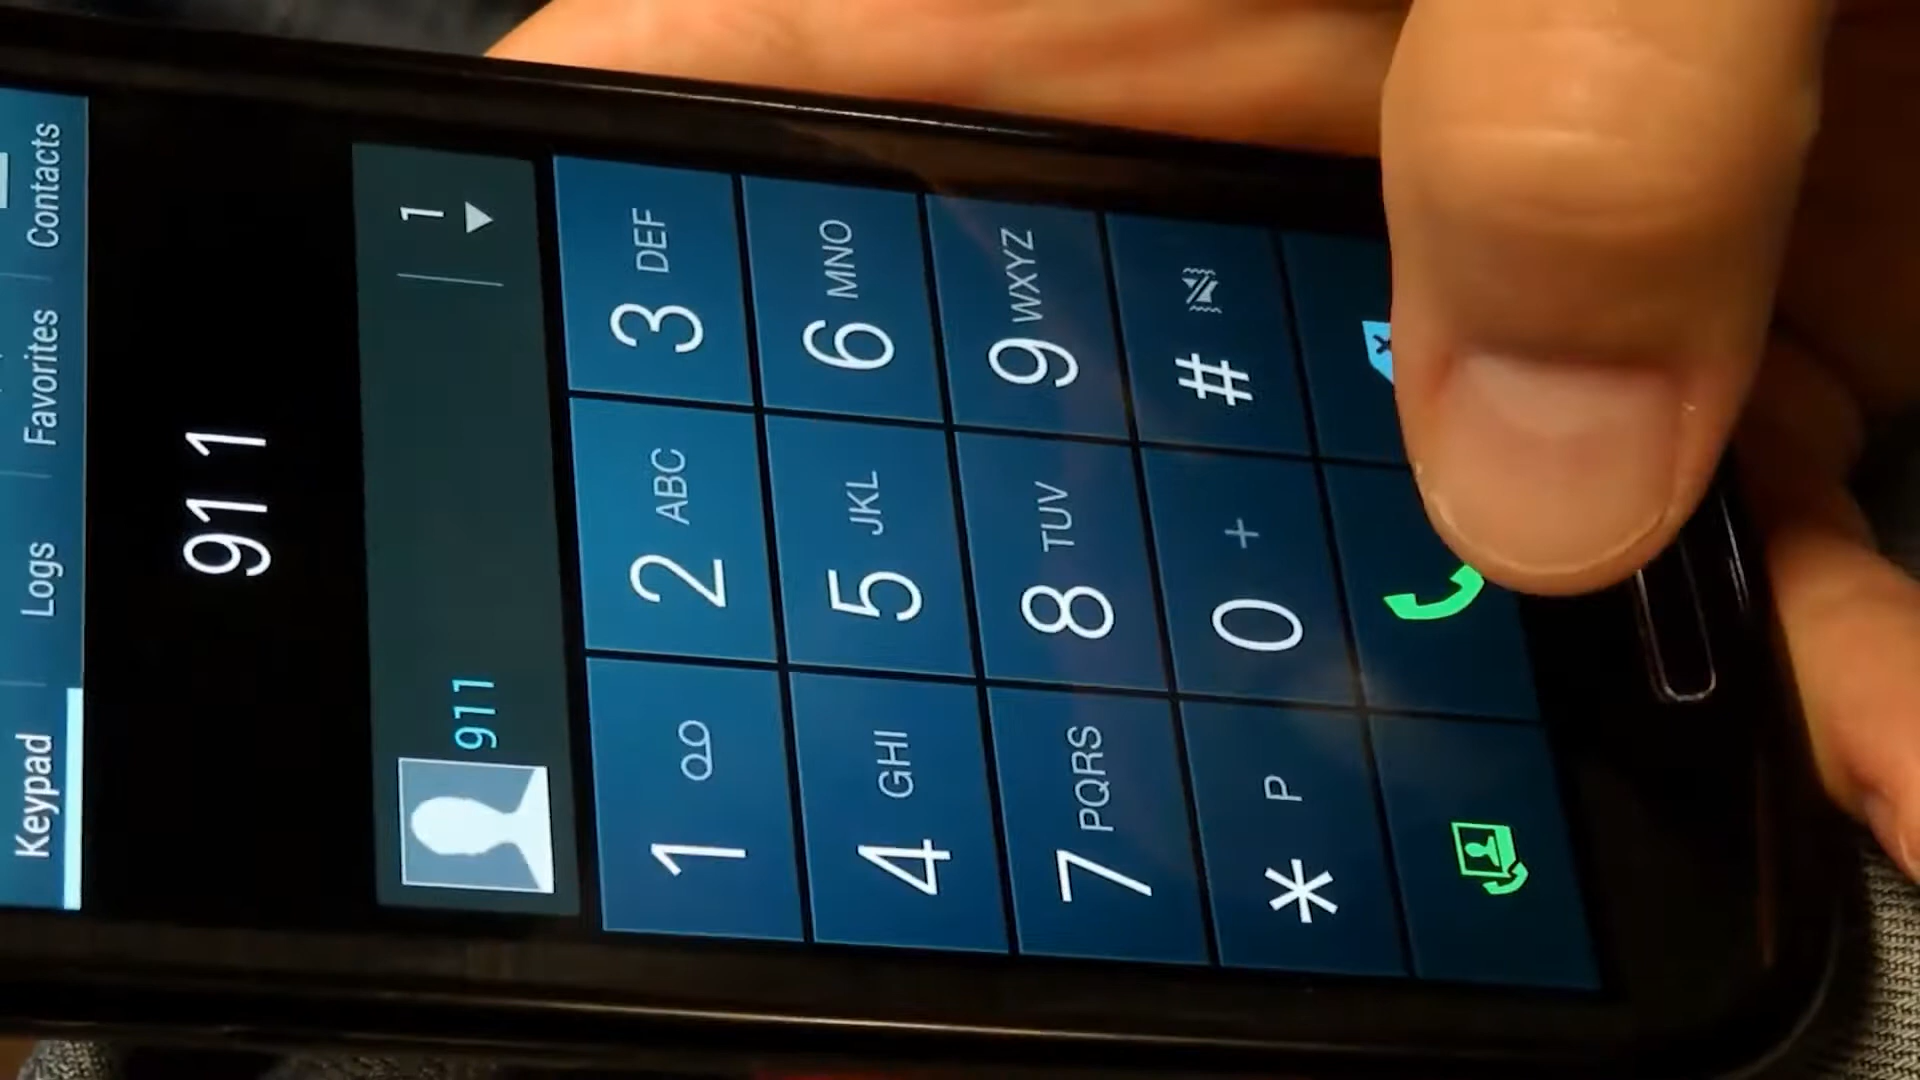 Keypad Logs Favorites Contacts
911
911 1
1 2 ABC 3 DEF
4 GHI 5 JKL 6 MNO
7 PQRS 8 TUV 9 WXYZ
* P 0 + #